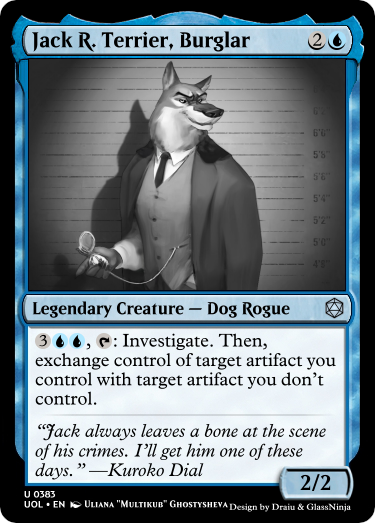 Jack R. Terrier, Burglar 2
6'6"
5'6"
5'4"
5'2"
5'0"
Legendary Creature — Dog Rogue
3, : Investigate. Then,
exchange control of target artifact you
control with target artifact you don't
control.
“Jack always leaves a bone at the scene
of his crimes. I'll get him one of these
days.” —Kuroko Dial
2/2
U 0383
UOL • EN Uliana "Multikub" Ghostysheva Design by Draiu & GlassNinja